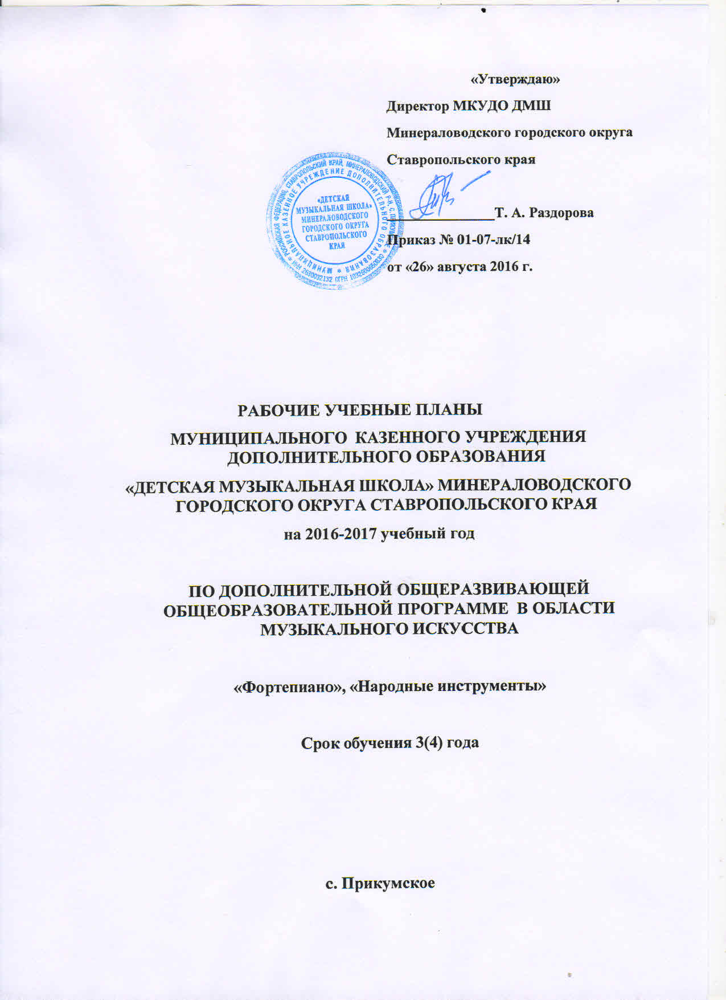 «Утверждаю»
Директор МКУДО ДМШ
Минераловодского городского округа
Ставропольского края
_______________Т. А. Раздорова
Приказ № 01-07-лк/14
от «26» августа 2016 г.
РОССИЙСКАЯ ФЕДЕРАЦИЯ, СТАВРОПОЛЬСКИЙ КРАЙ, МИНЕРАЛОВОДСКИЙ Р-Н, С.ПРИКУМСКОЕ
* ИНН 2630032132 ОГРН 1032600650830 *
МУНИЦИПАЛЬНОЕ КАЗЕННОЕ УЧРЕЖДЕНИЕ ДОПОЛНИТЕЛЬНОГО ОБРАЗОВАНИЯ *
«ДЕТСКАЯ
МУЗЫКАЛЬНАЯ ШКОЛА»
МИНЕРАЛОВОДСКОГО
ГОРОДСКОГО ОКРУГА
СТАВРОПОЛЬСКОГО
КРАЯ
РАБОЧИЕ УЧЕБНЫЕ ПЛАНЫ
МУНИЦИПАЛЬНОГО КАЗЕННОГО УЧРЕЖДЕНИЯ
ДОПОЛНИТЕЛЬНОГО ОБРАЗОВАНИЯ
«ДЕТСКАЯ МУЗЫКАЛЬНАЯ ШКОЛА» МИНЕРАЛОВОДСКОГО
ГОРОДСКОГО ОКРУГА СТАВРОПОЛЬСКОГО КРАЯ
на 2016-2017 учебный год
ПО ДОПОЛНИТЕЛЬНОЙ ОБЩЕРАЗВИВАЮЩЕЙ
ОБЩЕОБРАЗОВАТЕЛЬНОЙ ПРОГРАММЕ В ОБЛАСТИ
МУЗЫКАЛЬНОГО ИСКУССТВА
«Фортепиано», «Народные инструменты»
Срок обучения 3(4) года
с. Прикумское